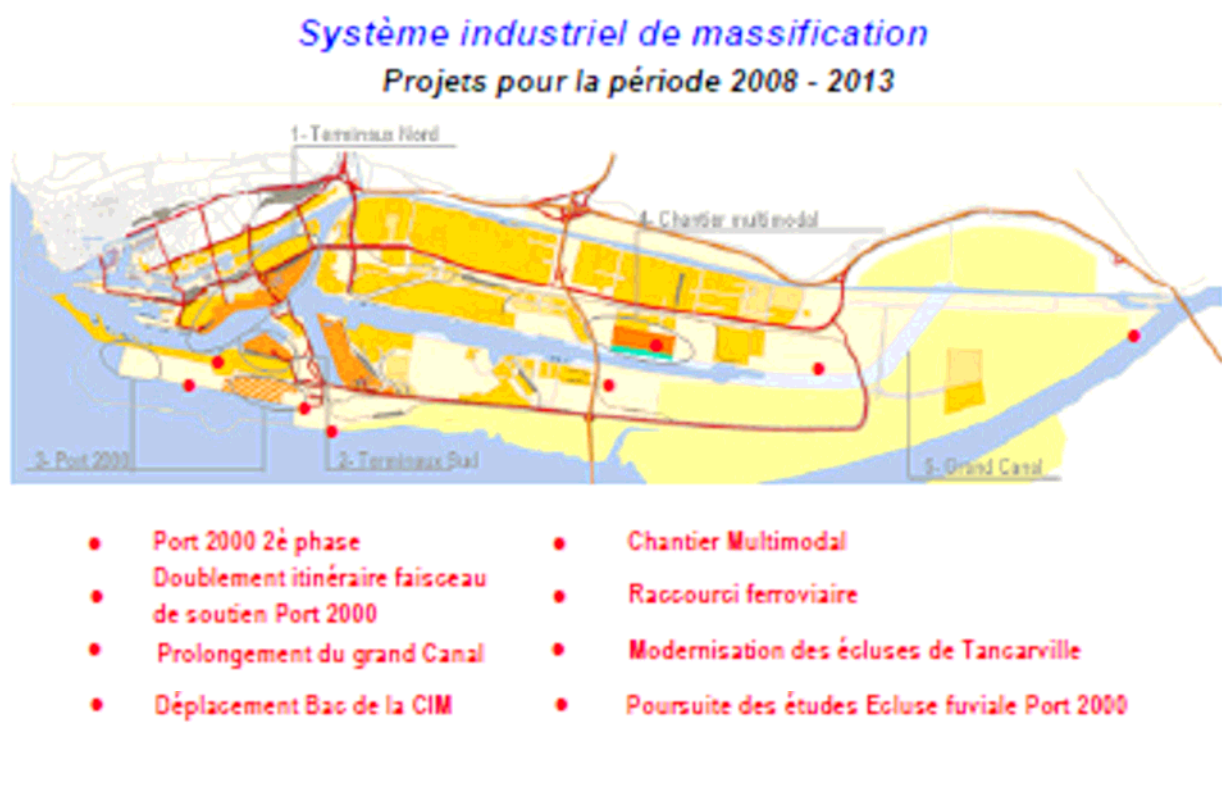 Système industriel de massification
Projets pour la période 2008 - 2013
1- Terminaux Nord
4- Chantier multimodal
3- Port 2000
2- Terminaux Sud
5- Grand Canal
Port 2000 2è phase
Doublement itinéraire faisceau
de soutien Port 2000
Prolongement du grand Canal
Déplacement Bac de la CIM
Chantier Multimodal
Raccourci ferroviaire
Modernisation des écluses de Tancarville
Poursuite des études Ecluse fuviale Port 2000